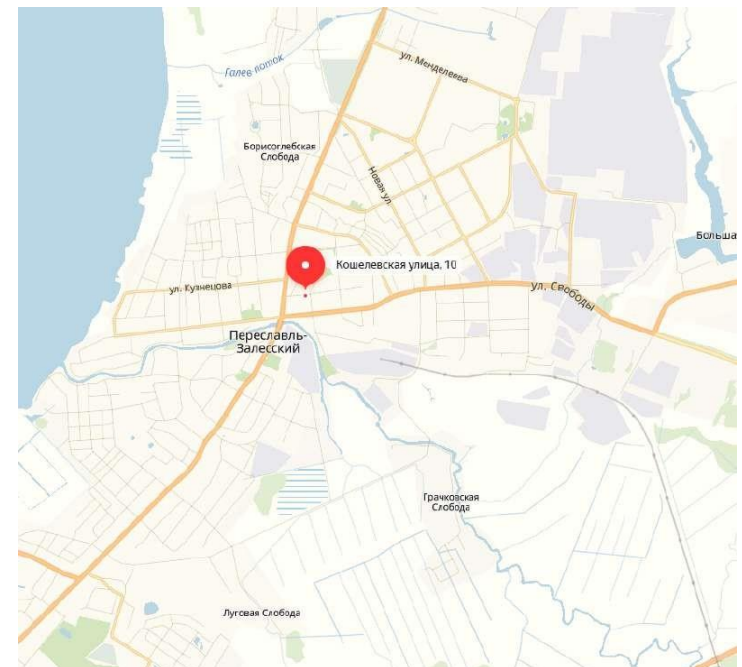 ул. Менделеева
Галев поток
Борисоглебская
Слобода
Новая ул.
Больша
Кошелевская улица, 10
ул. Кузнецова
ул. Свободы
Переславль-
Залесский
Грачковская
Слобода
Луговая Слобода